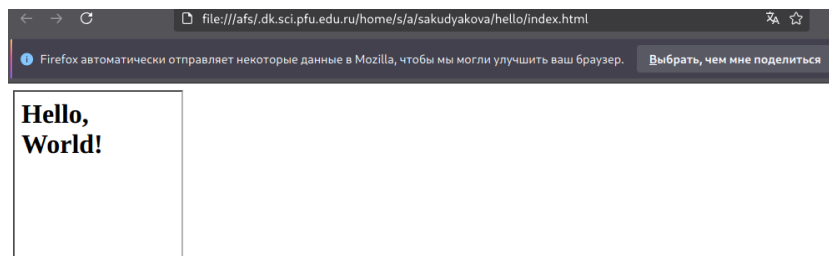 file:///afs/.dk.sci.pfu.edu.ru/home/s/a/sakudyakova/hello/index.html
Firefox автоматически отправляет некоторые данные в Mozilla, чтобы мы могли улучшить ваш браузер. Выбрать, чем мне поделиться
Hello,
World!